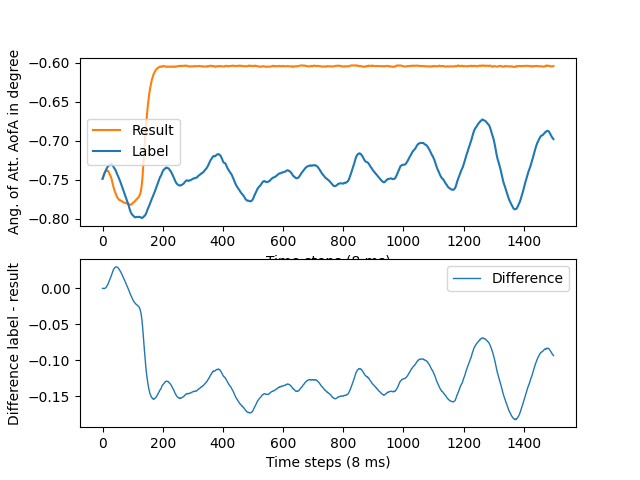 Ang. of Att. AofA in degree
−0.60
−0.65
−0.70
−0.75
−0.80
Result
Label
0 200 400 600 800 1000 1200 1400
Time steps (8 ms)
Difference label - result
0.00
−0.05
−0.10
−0.15
Difference
0 200 400 600 800 1000 1200 1400
Time steps (8 ms)